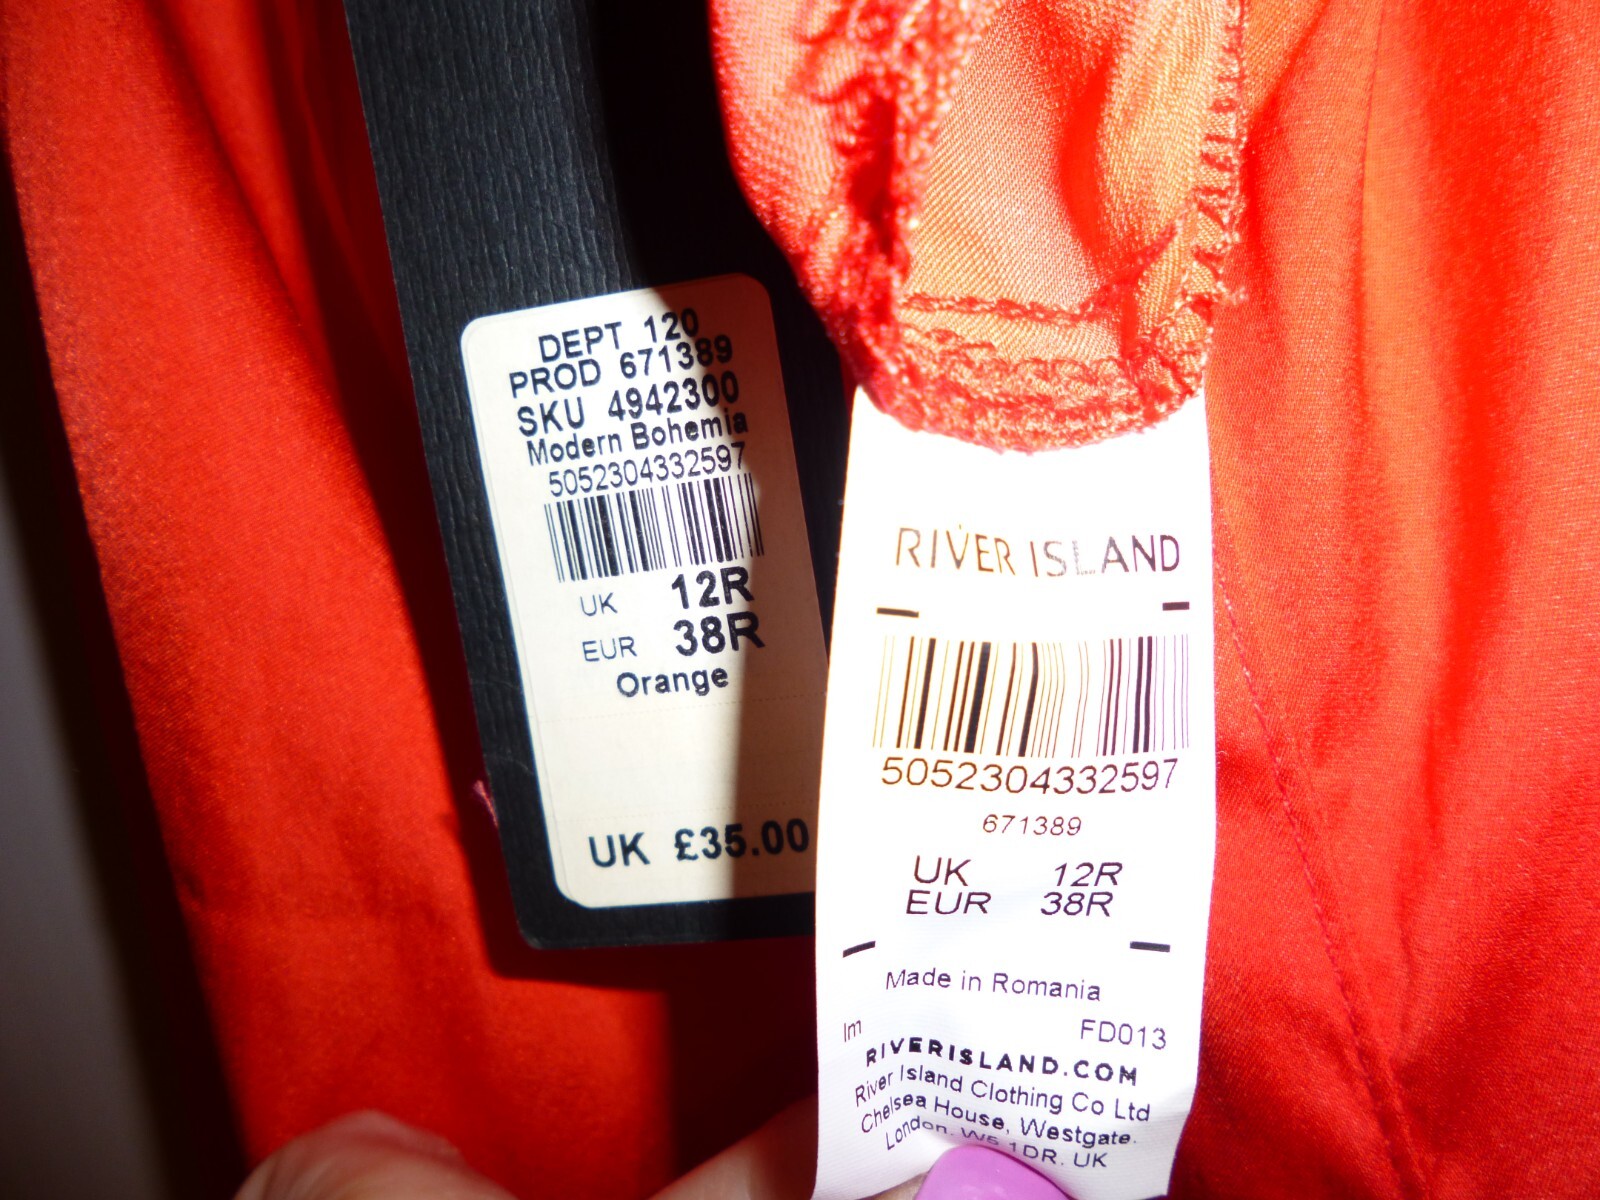 DEPT 120
PROD 671389
SKU 4942300
Modern Bohemia
5052304332597
UK 12R
EUR 38R
Orange
UK £35.00
RIVER ISLAND
5052304332597
671389
UK 12R
EUR 38R
Made in Romania
Im FD013
RIVERISLAND.COM
River Island Clothing Co Ltd
Chelsea House, Westgate.
London. W5 1DR. UK